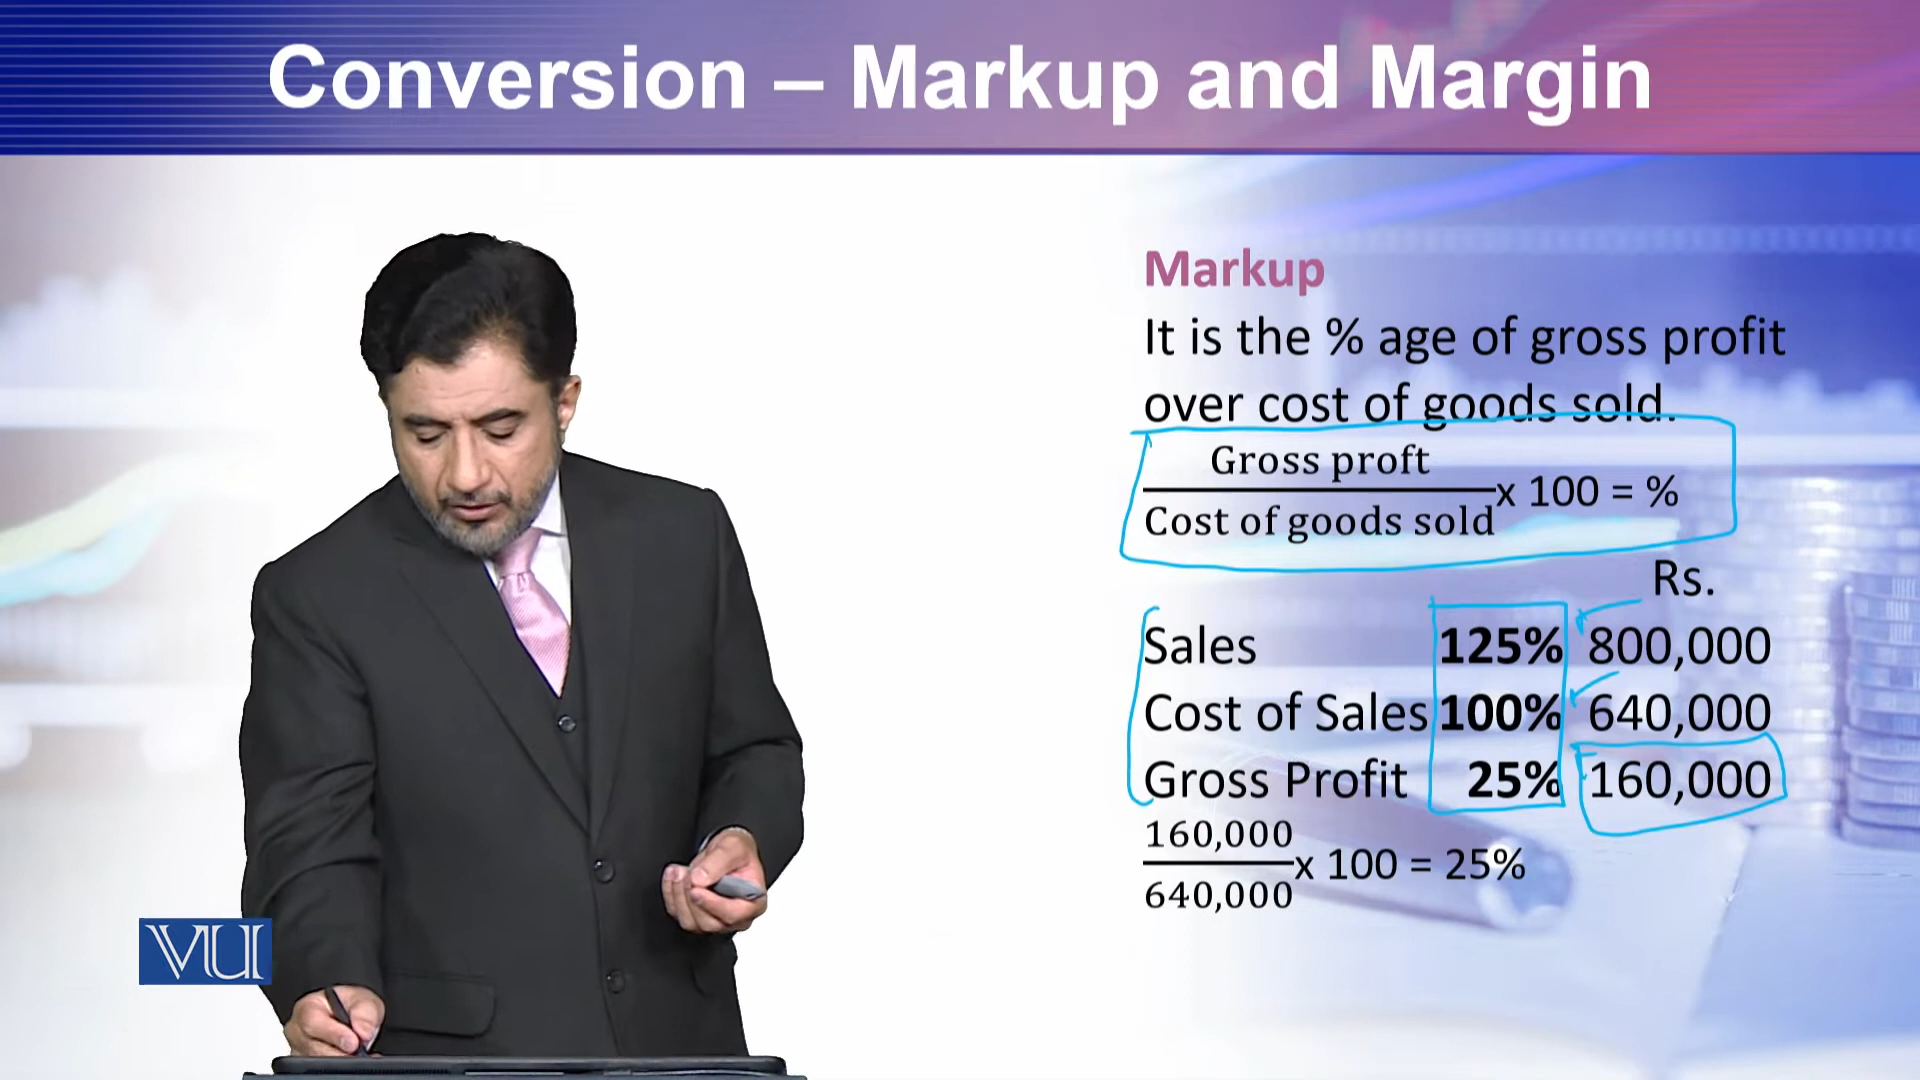 Conversion – Markup and Margin
Markup
It is the % age of gross profit
over cost of goods sold.
Gross proft
Cost of goods sold x 100 = %
Rs.
Sales 125% 800,000
Cost of Sales 100% 640,000
Gross Profit 25% 160,000
160,000
640,000 x 100 = 25%
VU